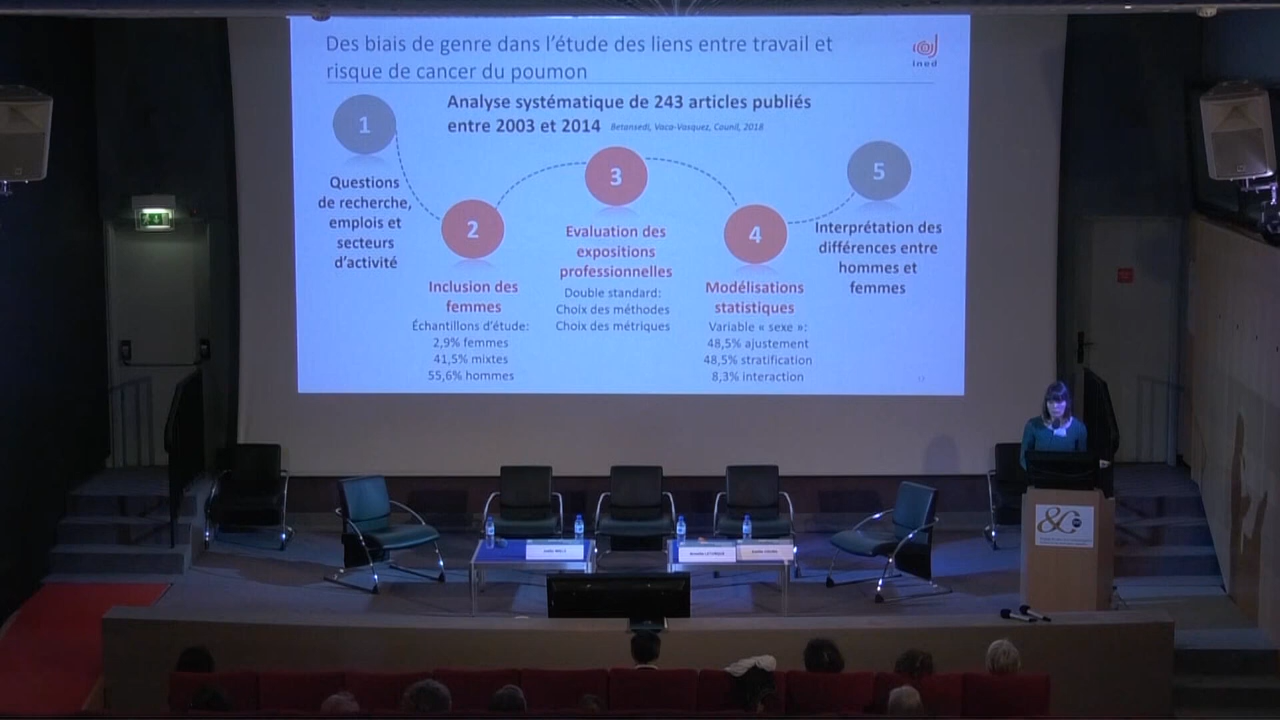 Des biais de genre dans l'étude des liens entre travail et
risque de cancer du poumon
ined
Analyse systématique de 243 articles publiés
entre 2003 et 2014 Betansedi, Vaca-Vasquez, Counil, 2018
1
Questions
de recherche,
emplois et
secteurs
d'activité
2
Inclusion des
femmes
Échantillons d'étude:
2,9% femmes
41,5% mixtes
55,6% hommes
3
Evaluation des
expositions
professionnelles
Double standard:
Choix des méthodes
Choix des métriques
4
Modélisations
statistiques
Variable « sexe »:
48,5% ajustement
48,5% stratification
8,3% interaction
5
Interprétation des
différences entre
hommes et
femmes